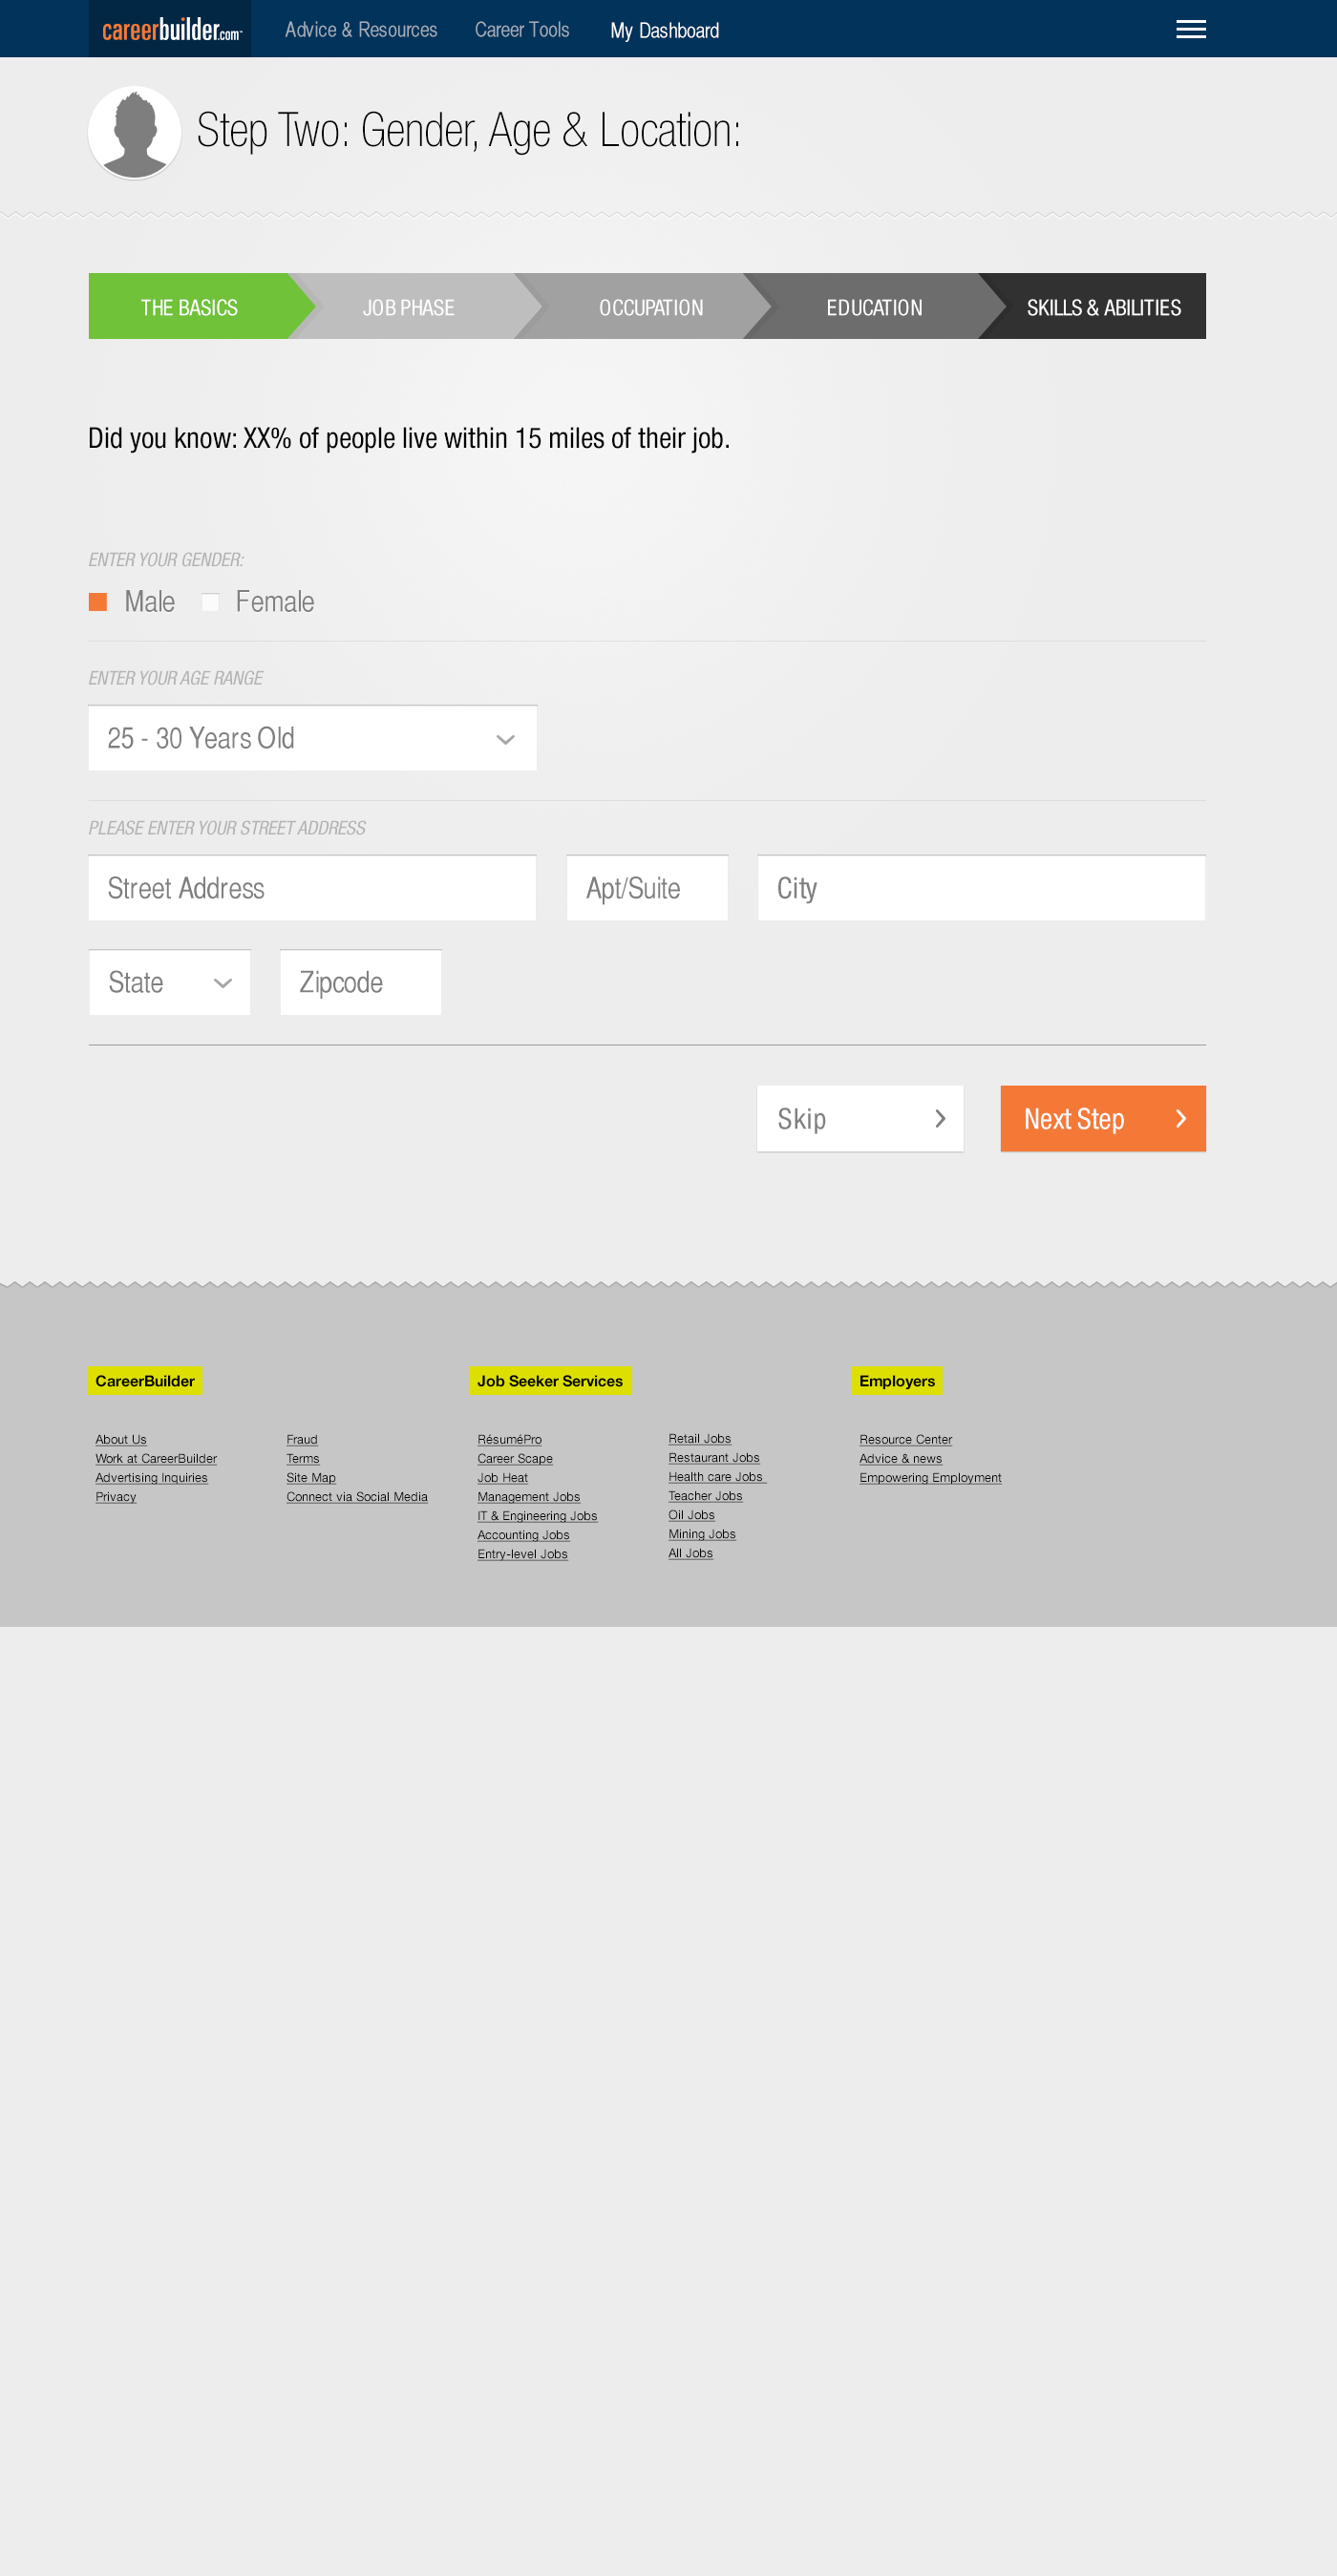 careerbuilder.com Advice & Resources Career Tools My Dashboard
Step Two: Gender, Age & Location:
THE BASICS JOB PHASE OCCUPATION EDUCATION SKILLS & ABILITIES
Did you know: XX% of people live within 15 miles of their job.
ENTER YOUR GENDER:
Male Female
ENTER YOUR AGE RANGE
25 - 30 Years Old
PLEASE ENTER YOUR STREET ADDRESS
Street Address Apt/Suite City
State Zipcode
Skip Next Step
CareerBuilder
About Us
Work at CareerBuilder
Advertising Inquiries
Privacy
Fraud
Terms
Site Map
Connect via Social Media
Job Seeker Services
RésuméPro
Career Scape
Job Heat
Management Jobs
IT & Engineering Jobs
Accounting Jobs
Entry-level Jobs
Retail Jobs
Restaurant Jobs
Health care Jobs
Teacher Jobs
Oil Jobs
Mining Jobs
All Jobs
Employers
Resource Center
Advice & news
Empowering Employment